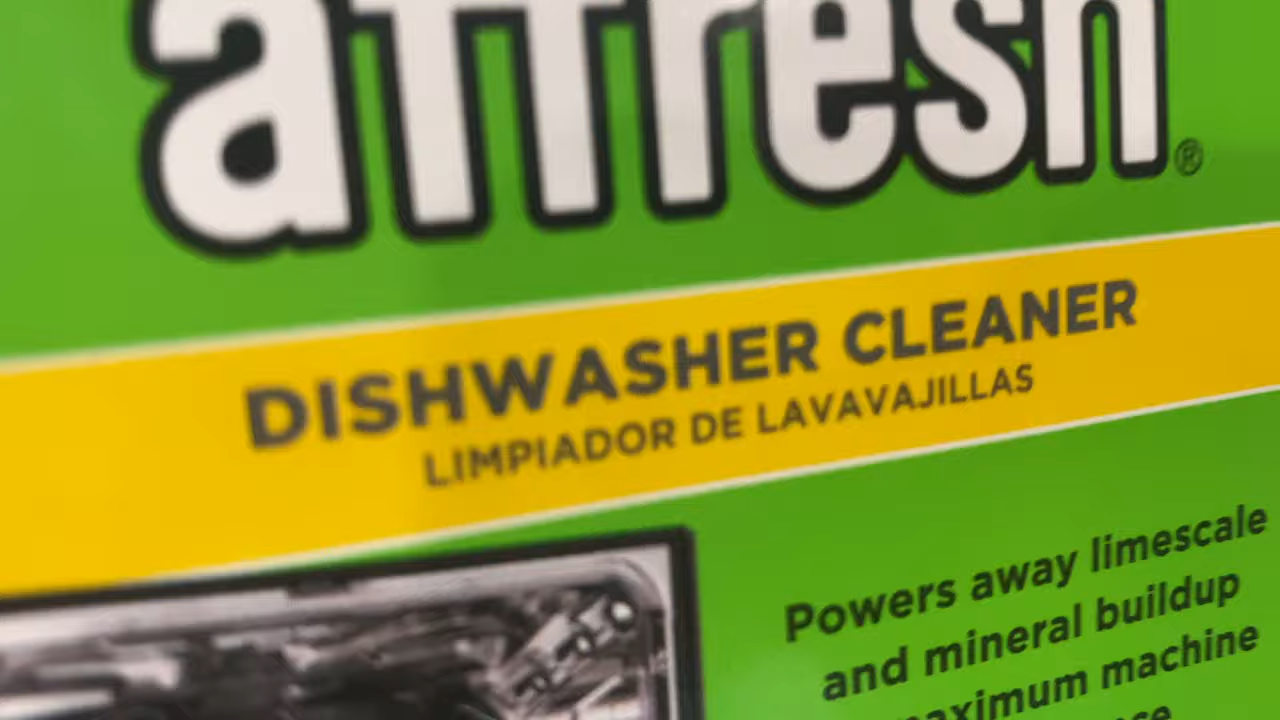 affresh®
DISHWASHER CLEANER
LIMPIADOR DE LAVAVAJILLAS
Powers away limescale
and mineral buildup
maximum machine